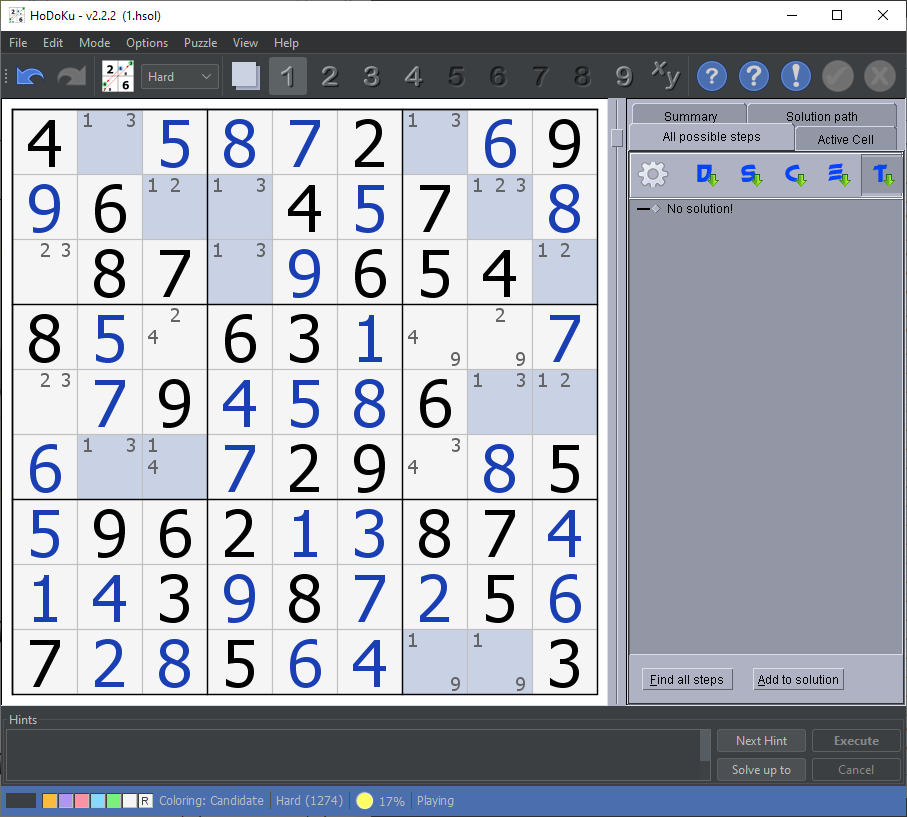 HoDoKu - v2.2.2 (1.hsol)
File Edit Mode Options Puzzle View Help
2 6 Hard 1 2 3 4 5 6 7 8 9 xy ? ? !
Summary Solution path
All possible steps Active Cell
D S C E T
No solution!
4 1 3 5 8 7 2 1 3 6 9
9 6 1 2 1 3 4 5 7 1 2 3 8
2 3 8 7 1 3 9 6 5 4 1 2
8 5 2 4 6 3 1 4 9 2 9 7
2 3 7 9 4 5 8 6 1 3 1 2
6 1 3 1 4 7 2 9 3 4 8 5
5 9 6 2 1 3 8 7 4
1 4 3 9 8 7 2 5 6
7 2 8 5 6 4 1 9 1 9 3
Find all steps Add to solution
Hints
Next Hint Execute
Solve up to Cancel
R Coloring: Candidate Hard (1274) 17% Playing